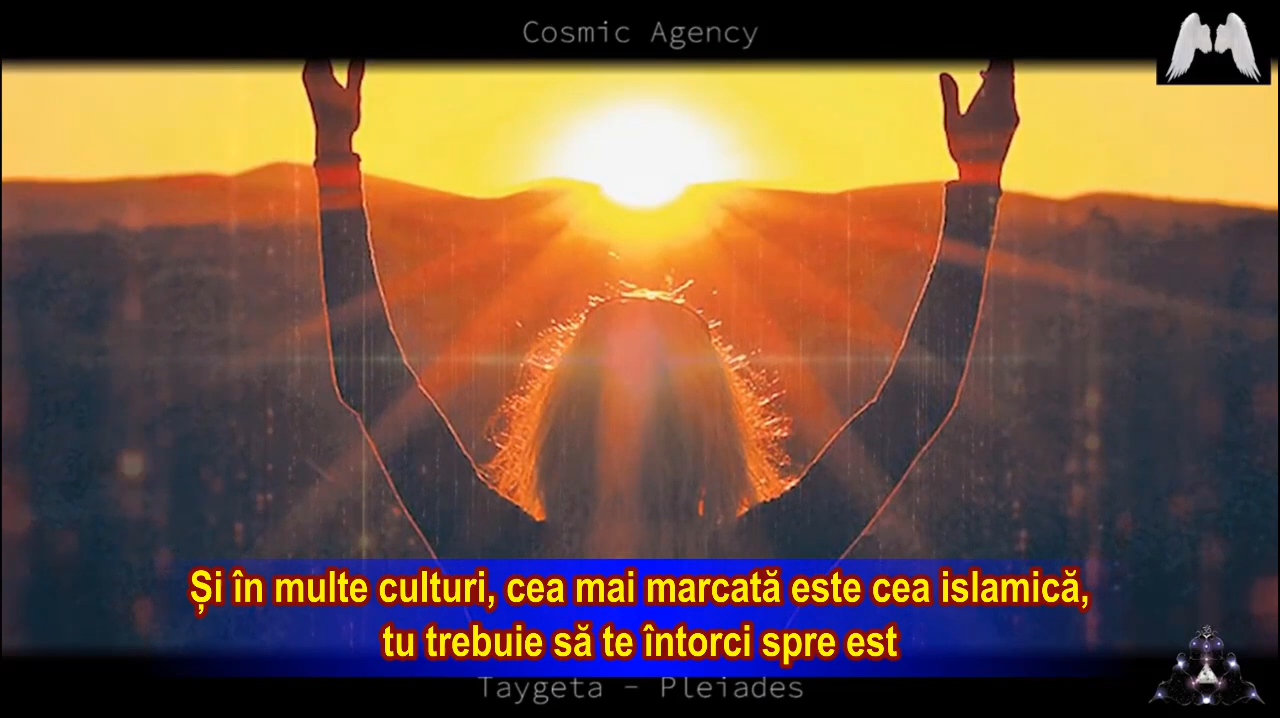 Cosmic Agency
Și în multe culturi, cea mai marcată este cea islamică,
tu trebuie să te întorci spre est
Taygeta – Pleiades